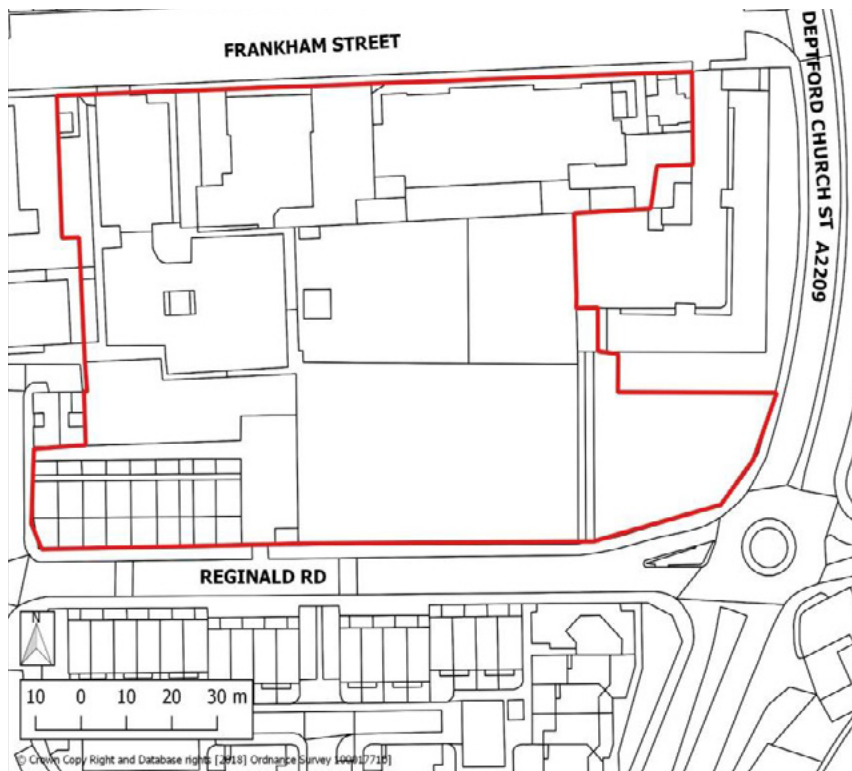 FRANKHAM STREET
DEPTFORD CHURCH ST A2209
REGINALD RD
N
10 0 10 20 30 m
© Crown Copy Right and Database rights [2018] Ordnance Survey 100017710]